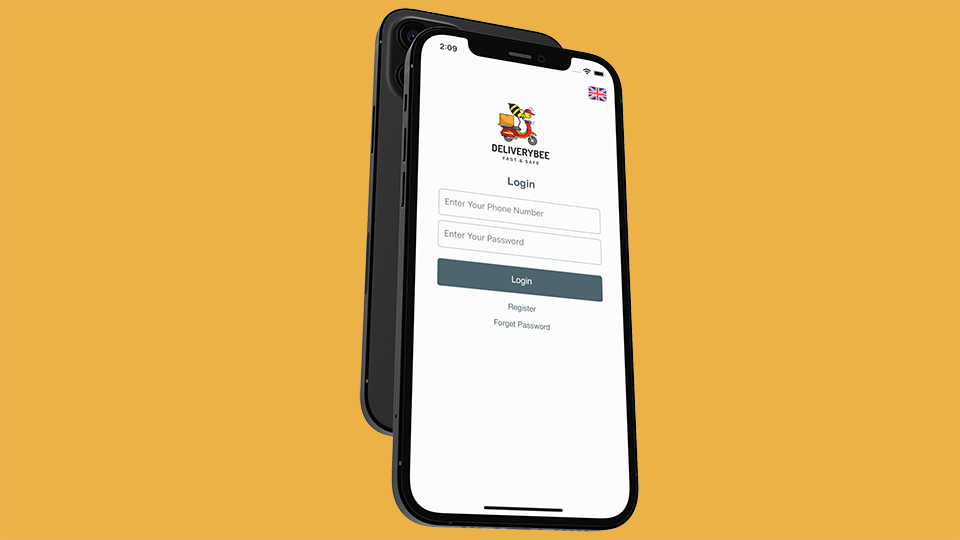 2:09
DELIVERYBEE
FAST & SAFE
Login
Enter Your Phone Number
Enter Your Password
Login
Register
Forget Password